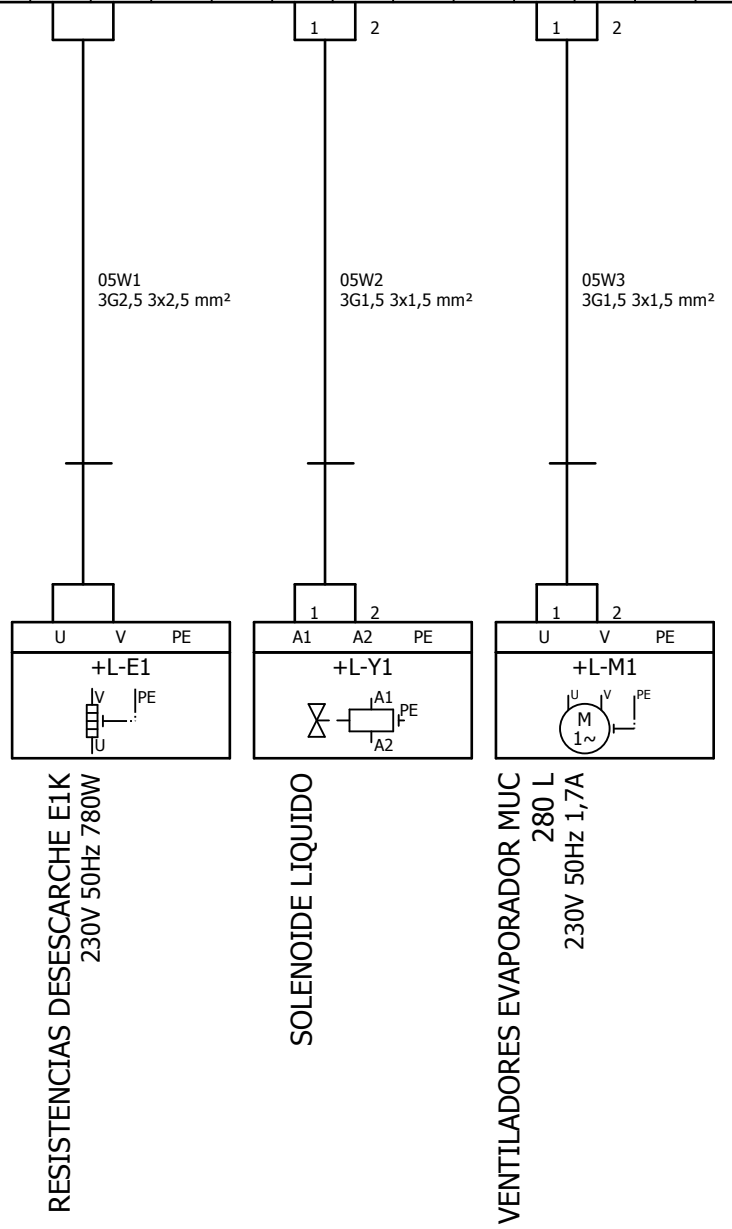 1 2
1 2
05W1
3G2,5 3x2,5 mm²
05W2
3G1,5 3x1,5 mm²
05W3
3G1,5 3x1,5 mm²
1 2
1 2
U V PE
A1 A2 PE
U V PE
+L-E1
+L-Y1
+L-M1
V PE
U
A1
PE
A2
U V PE
M
1~
RESISTENCIAS DESESCARCHE E1K
230V 50Hz 780W
SOLENOIDE LIQUIDO
VENTILADORES EVAPORADOR MUC
280 L
230V 50Hz 1,7A